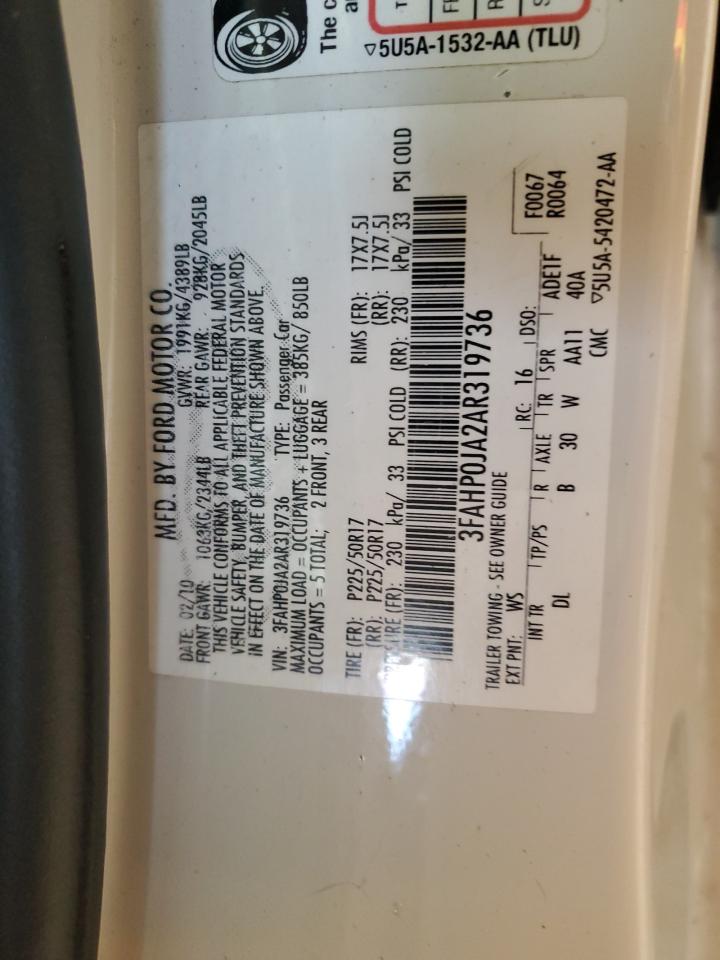 The c
a
T
FR
R
S
▽5U5A-1532-AA (TLU)
MFD. BY FORD MOTOR CO.
DATE: 02/10 GVWR: 1991KG/4389LB
FRONT GAWR: 1063KG/2344LB REAR GAWR: 928KG/2045LB
THIS VEHICLE CONFORMS TO ALL APPLICABLE FEDERAL MOTOR
VEHICLE SAFETY, BUMPER, AND THEFT PREVENTION STANDARDS
IN EFFECT ON THE DATE OF MANUFACTURE SHOWN ABOVE.
VIN: 3FAHP0JA2AR319736 TYPE: Passenger Car
MAXIMUM LOAD = OCCUPANTS + LUGGAGE = 385KG/ 850LB
OCCUPANTS = 5 TOTAL; 2 FRONT, 3 REAR
TIRE (FR): P225/50R17 RIMS (FR): 17X7.5J
(RR): P225/50R17 (RR): 17X7.5J
PRESSURE (FR): 230 kPa/ 33 PSI COLD (RR): 230 kPa/ 33 PSI COLD
3FAHP0JA2AR319736
TRAILER TOWING - SEE OWNER GUIDE
EXT PNT: WS RC: 16 DSO: F0067
R0064
INT TR TP/PS R AXLE TR SPR ADE1F
DL B 30 W AA11 40A
CMC ▽5U5A-5420472-AA